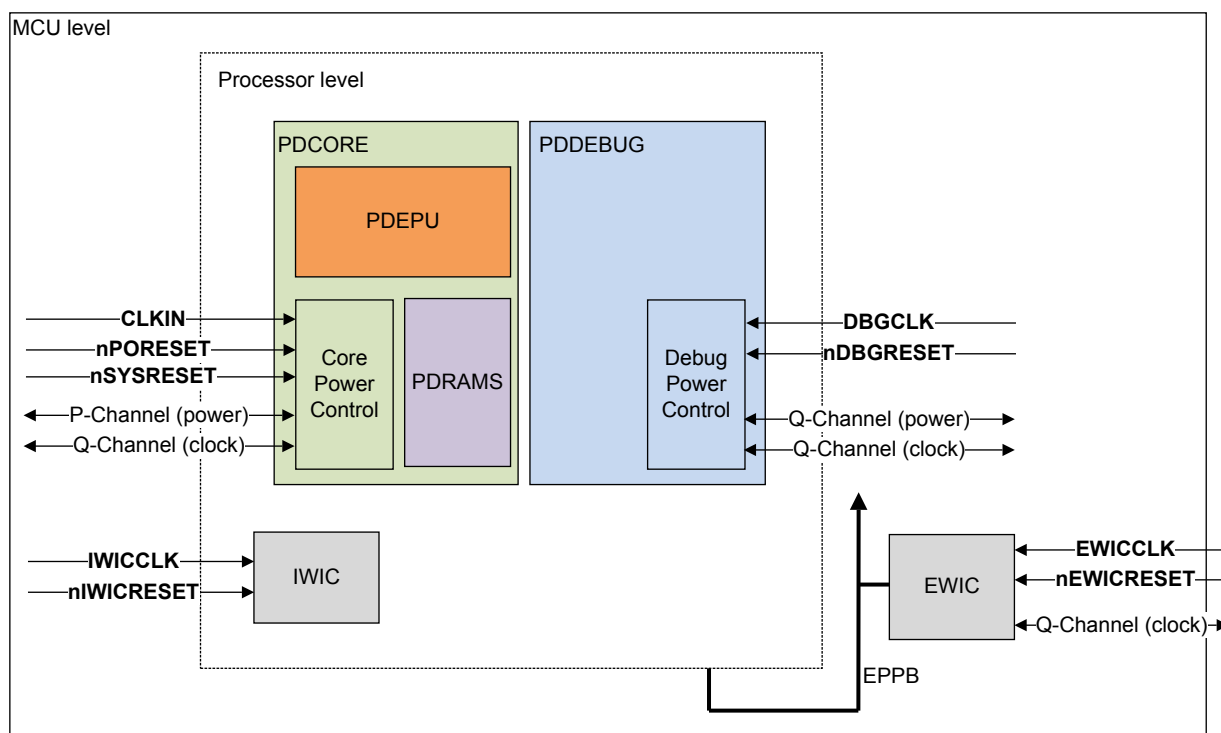 MCU level
Processor level
PDCORE
PDDEBUG
PDEPU
CLKIN
nPORESET
nSYSRESET
P-Channel (power)
Q-Channel (clock)
Core
Power
Control
PDRAMS
Debug
Power
Control
DBGCLK
nDBGRESET
Q-Channel (power)
Q-Channel (clock)
IWICCLK
nIWICRESET
IWIC
EWIC
EWICCLK
nEWICRESET
Q-Channel (clock)
EPPB